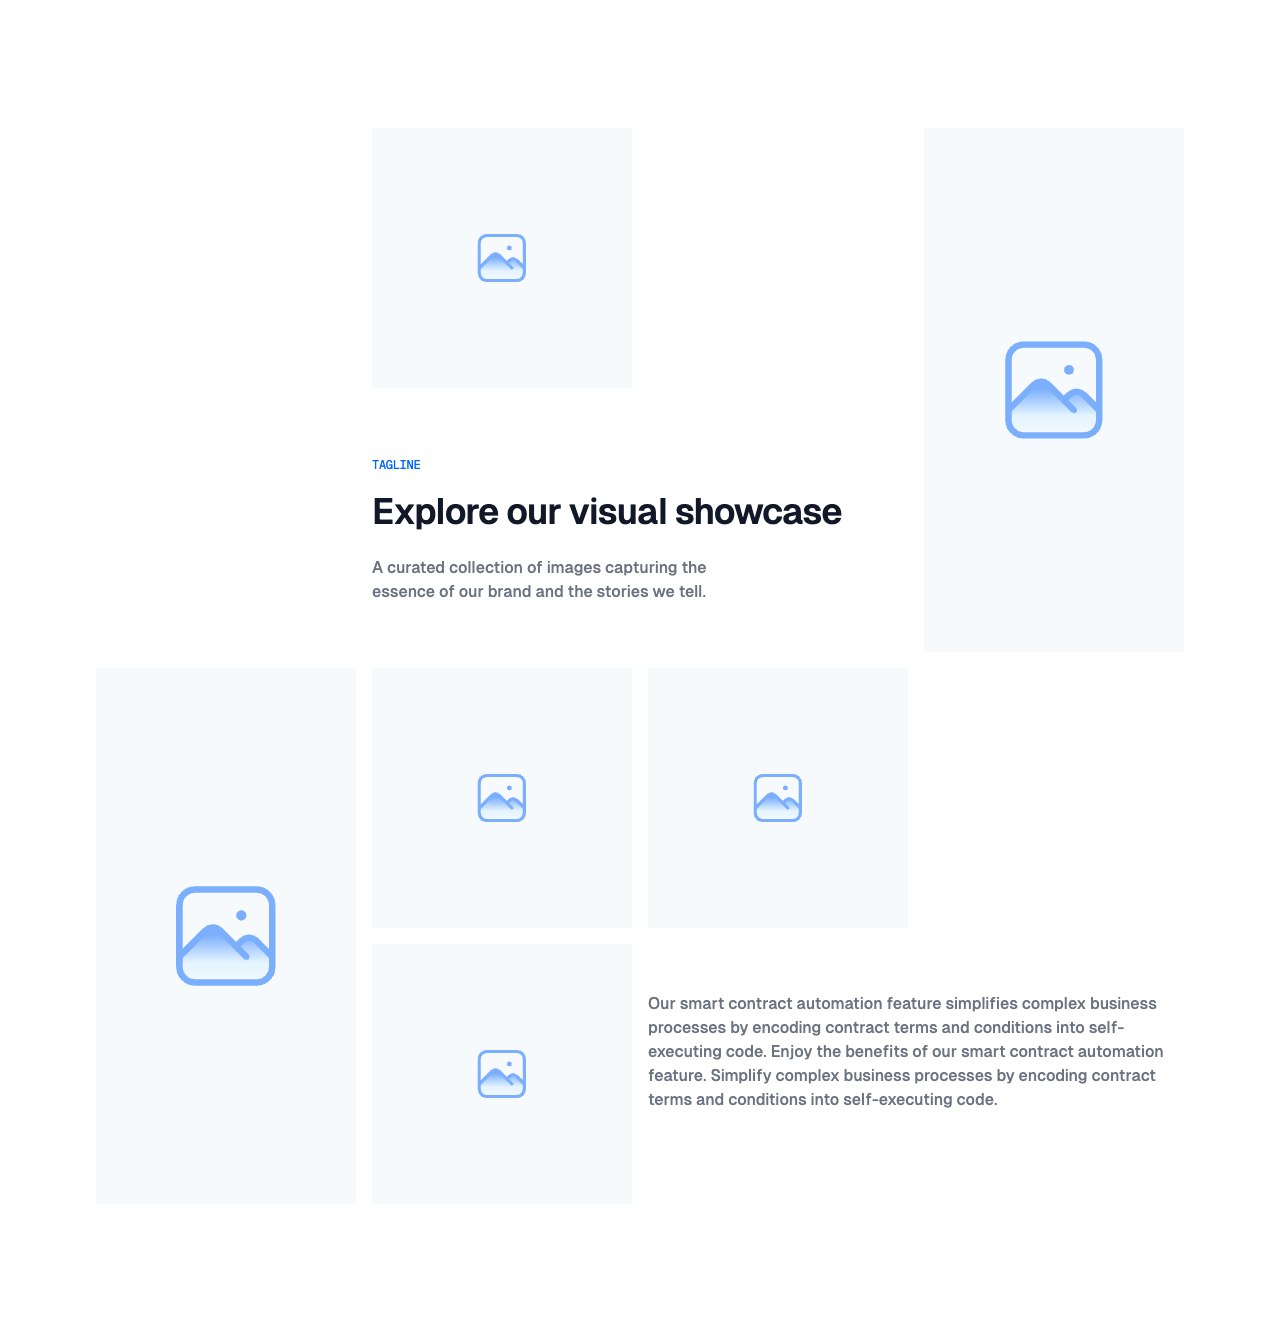 TAGLINE
Explore our visual showcase
A curated collection of images capturing the
essence of our brand and the stories we tell.
Our smart contract automation feature simplifies complex business
processes by encoding contract terms and conditions into self-
executing code. Enjoy the benefits of our smart contract automation
feature. Simplify complex business processes by encoding contract
terms and conditions into self-executing code.